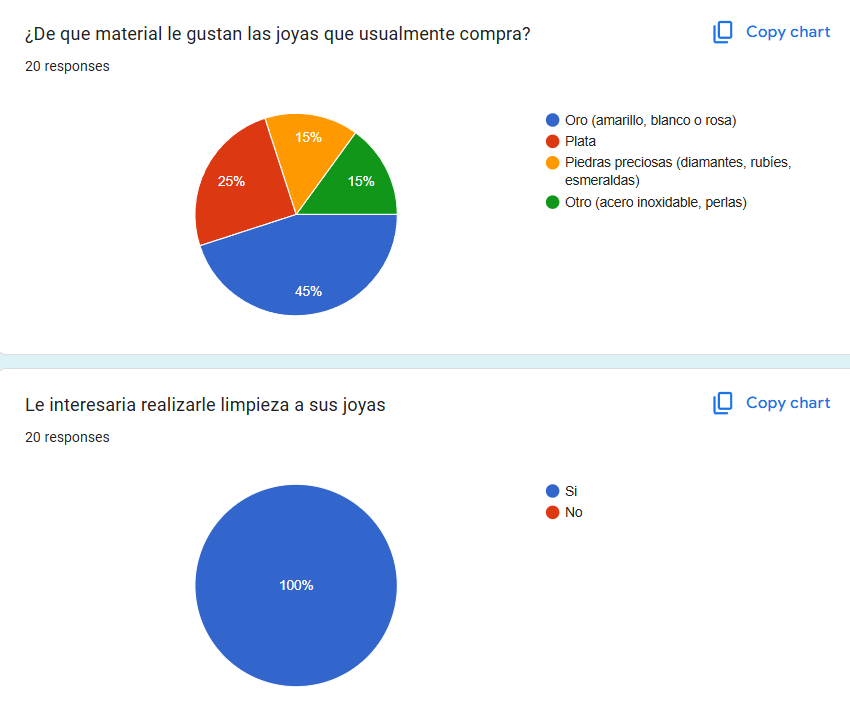 ¿De que material le gustan las joyas que usualmente compra?
Copy chart
20 responses
15%
25%
15%
45%
Oro (amarillo, blanco o rosa)
Plata
Piedras preciosas (diamantes, rubíes,
esmeraldas)
Otro (acero inoxidable, perlas)
Le interesaria realizarle limpieza a sus joyas
Copy chart
20 responses
100%
Si
No